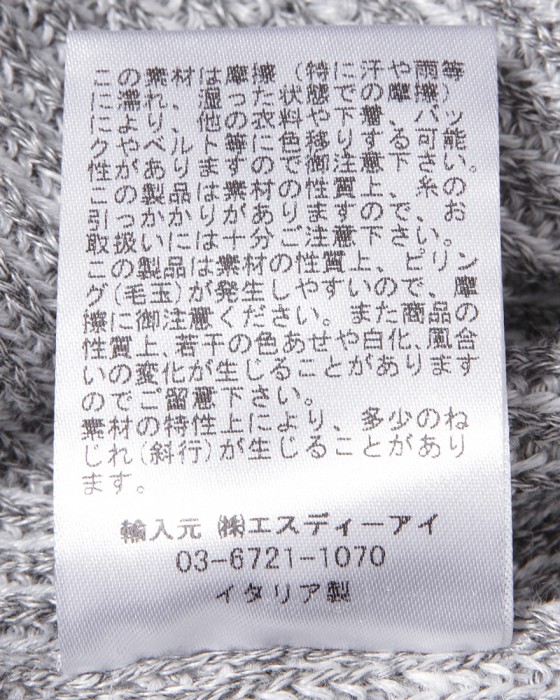 この素材は摩擦（特に汗や雨等
に濡れ、湿った状態での摩擦）
により、他の衣料や下着、バッ
クやベルト等に色移りする可能
性がありますので御注意下さい。
この製品は素材の性質上、糸の
引っかかりがありますので、お
取扱いには十分ご注意下さい。
この製品は素材の性質上、ピリン
グ(毛玉)が発生しやすいので、摩
擦に御注意ください。また商品の
性質上、若干の色あせや白化、風合
いの変化が生じることがあります
のでご留意下さい。
素材の特性上により、多少のね
じれ(斜行)が生じることがあり
ます。
輸入元 ㈱エスディーアイ
03-6721-1070
イタリア製